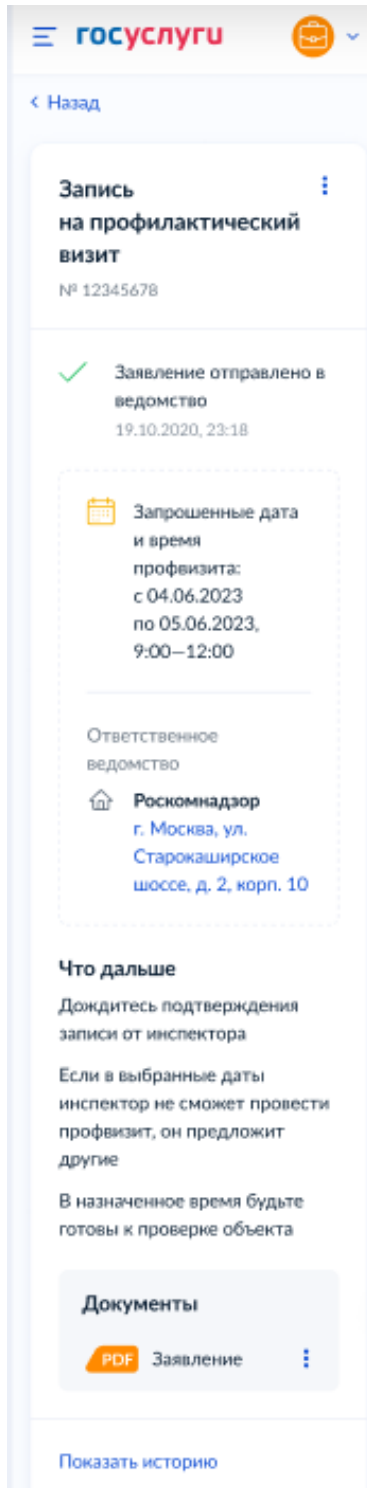 госуслуги
Назад
Запись
на профилактический
визит
№ 12345678
Заявление отправлено в
ведомство
19.10.2020, 23:18
Запрошенные дата
и время
профвизита:
с 04.06.2023
по 05.06.2023,
9:00—12:00
Ответственное
ведомство
Роскомнадзор
г. Москва, ул.
Старокаширское
шоссе, д. 2, корп. 10
Что дальше
Дождитесь подтверждения
записи от инспектора
Если в выбранные даты
инспектор не сможет провести
профвизит, он предложит
другие
В назначенное время будьте
готовы к проверке объекта
Документы
PDF Заявление
Показать историю